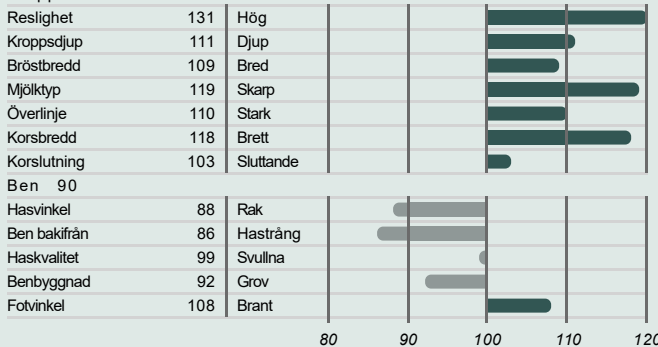 Reslighet 131 Hög
Kroppsdjup 111 Djup
Bröstbredd 109 Bred
Mjölktyp 119 Skarp
Överlinje 110 Stark
Korsbredd 118 Brett
Korslutning 103 Sluttande
Ben 90
Hasvinkel 88 Rak
Ben bakifrån 86 Hastrång
Haskvalitet 99 Svullna
Benbyggnad 92 Grov
Fotvinkel 108 Brant
80 90 100 110 120